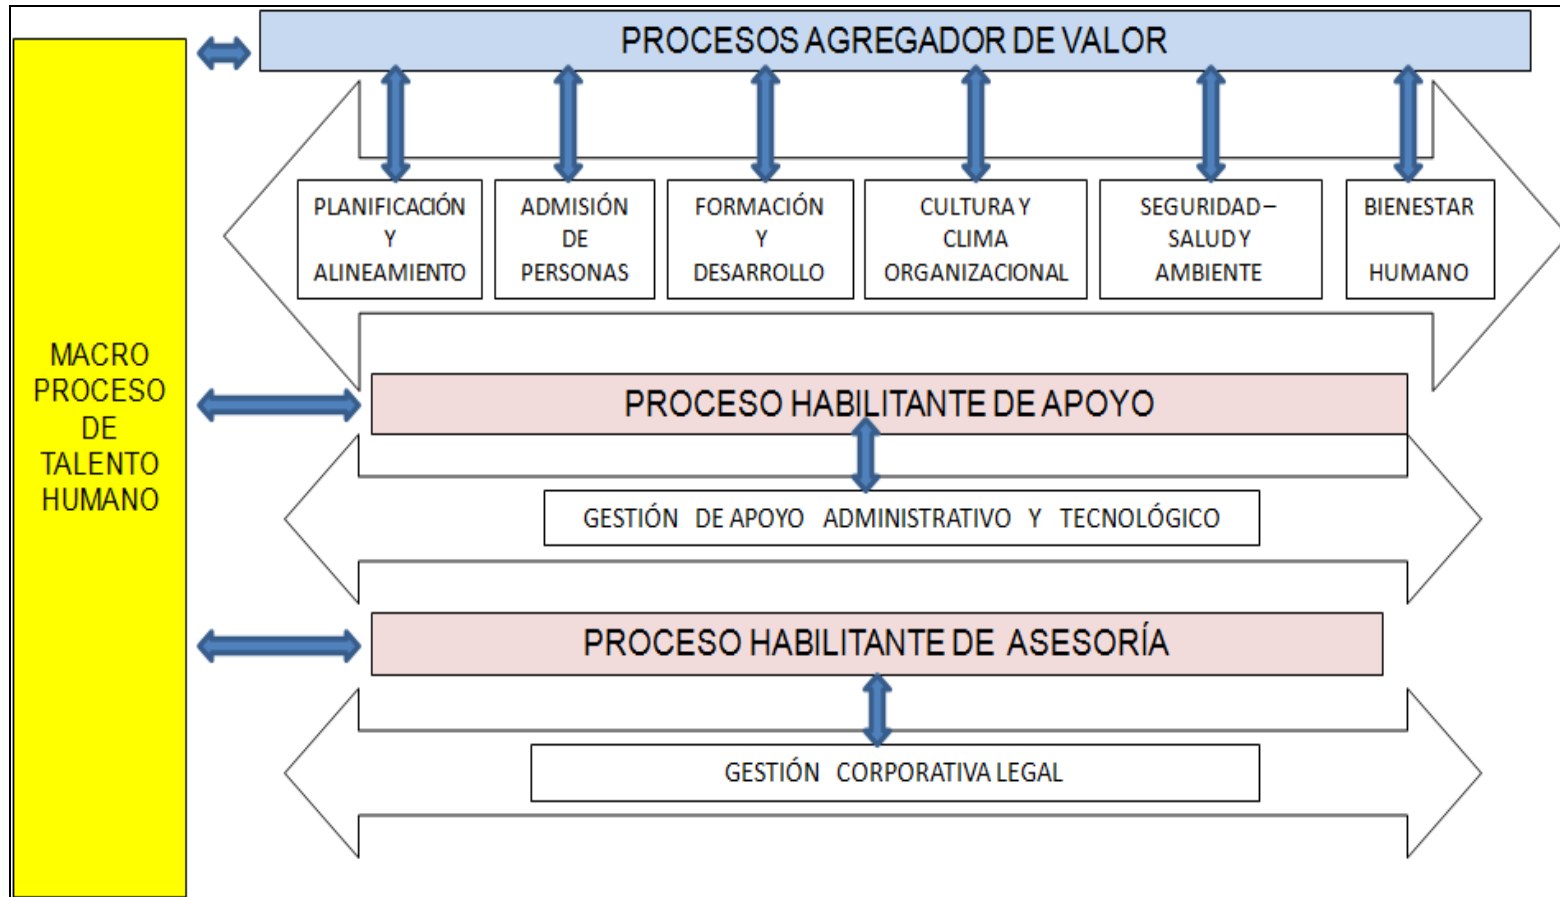 PROCESOS AGREGADOR DE VALOR
PLANIFICACIÓN
Y
ALINEAMIENTO
ADMISIÓN
DE
PERSONAS
FORMACIÓN
Y
DESARROLLO
CULTURA Y
CLIMA
ORGANIZACIONAL
SEGURIDAD –
SALUD Y
AMBIENTE
BIENESTAR
HUMANO
MACRO
PROCESO
DE
TALENTO
HUMANO
PROCESO HABILITANTE DE APOYO
GESTIÓN DE APOYO ADMINISTRATIVO Y TECNOLÓGICO
PROCESO HABILITANTE DE ASESORÍA
GESTIÓN CORPORATIVA LEGAL